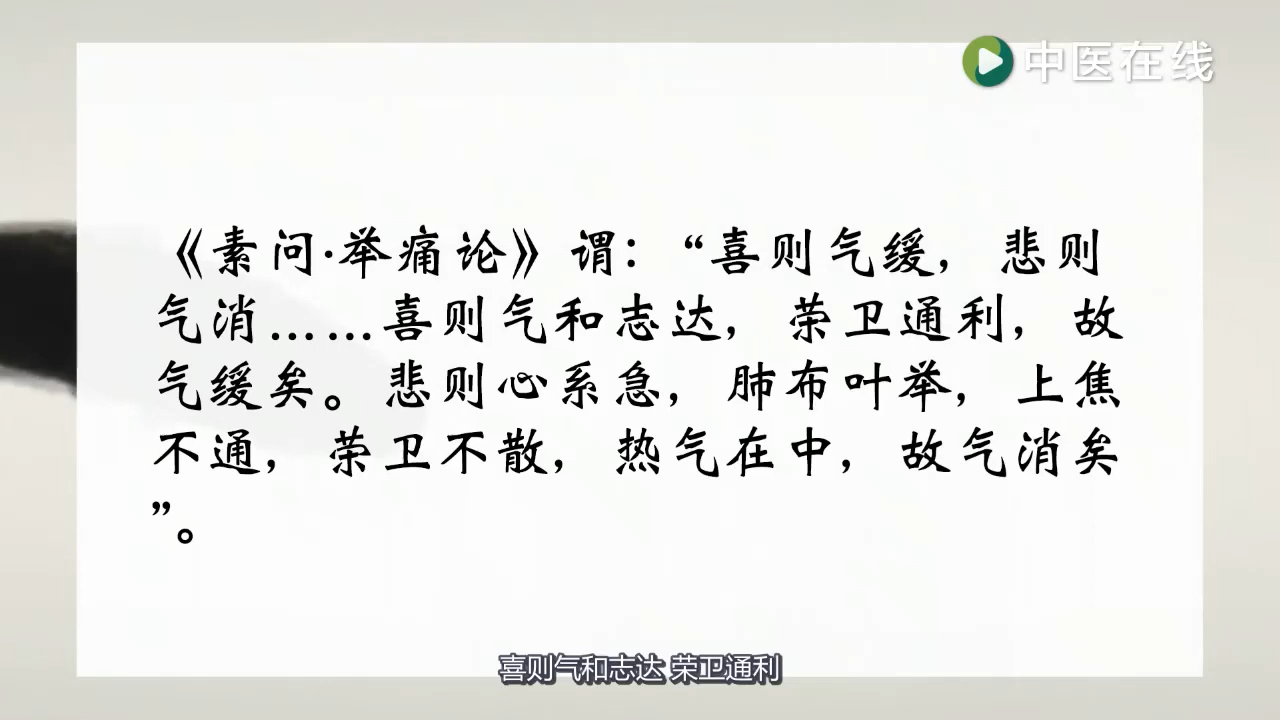 中医在线
《素问·举痛论》谓：“喜则气缓，悲则
气消……喜则气和志达，荣卫通利，故
气缓矣。悲则心系急，肺布叶举，上焦
不通，荣卫不散，热气在中，故气消矣
”。
喜则气和志达 荣卫通利